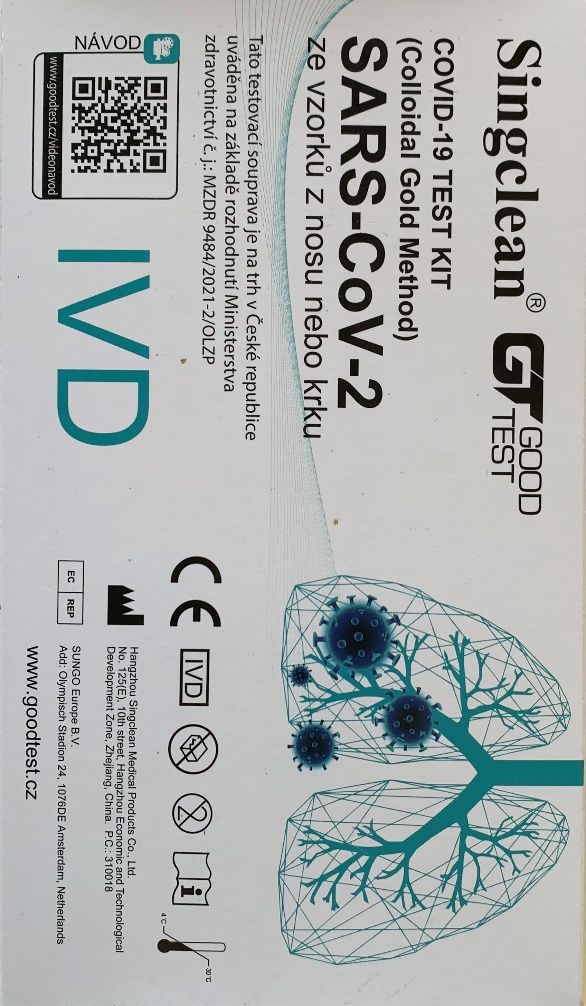 Singclean®
GT GOOD
TEST
COVID-19 TEST KIT
(Colloidal Gold Method)
SARS-CoV-2
ze vzorků z nosu nebo krku
Tato testovací souprava je na trh v České republice
uváděna na základě rozhodnutí Ministerstva
zdravotnictví č. j.: MZDR 9484/2021-2/OLZP
NÁVOD
www.goodtest.cz/videonavod
IVD
CE
IVD
2
i
4°C
30°C
Hangzhou Singclean Medical Products Co., Ltd.
No. 125(E), 10th street, Hangzhou Economic and Technological
Development Zone, Zhejiang, China. P.C.: 310018
EC REP
SUNGO Europe B.V.
Add: Olympisch Stadion 24, 1076DE Amsterdam, Netherlands
www.goodtest.cz